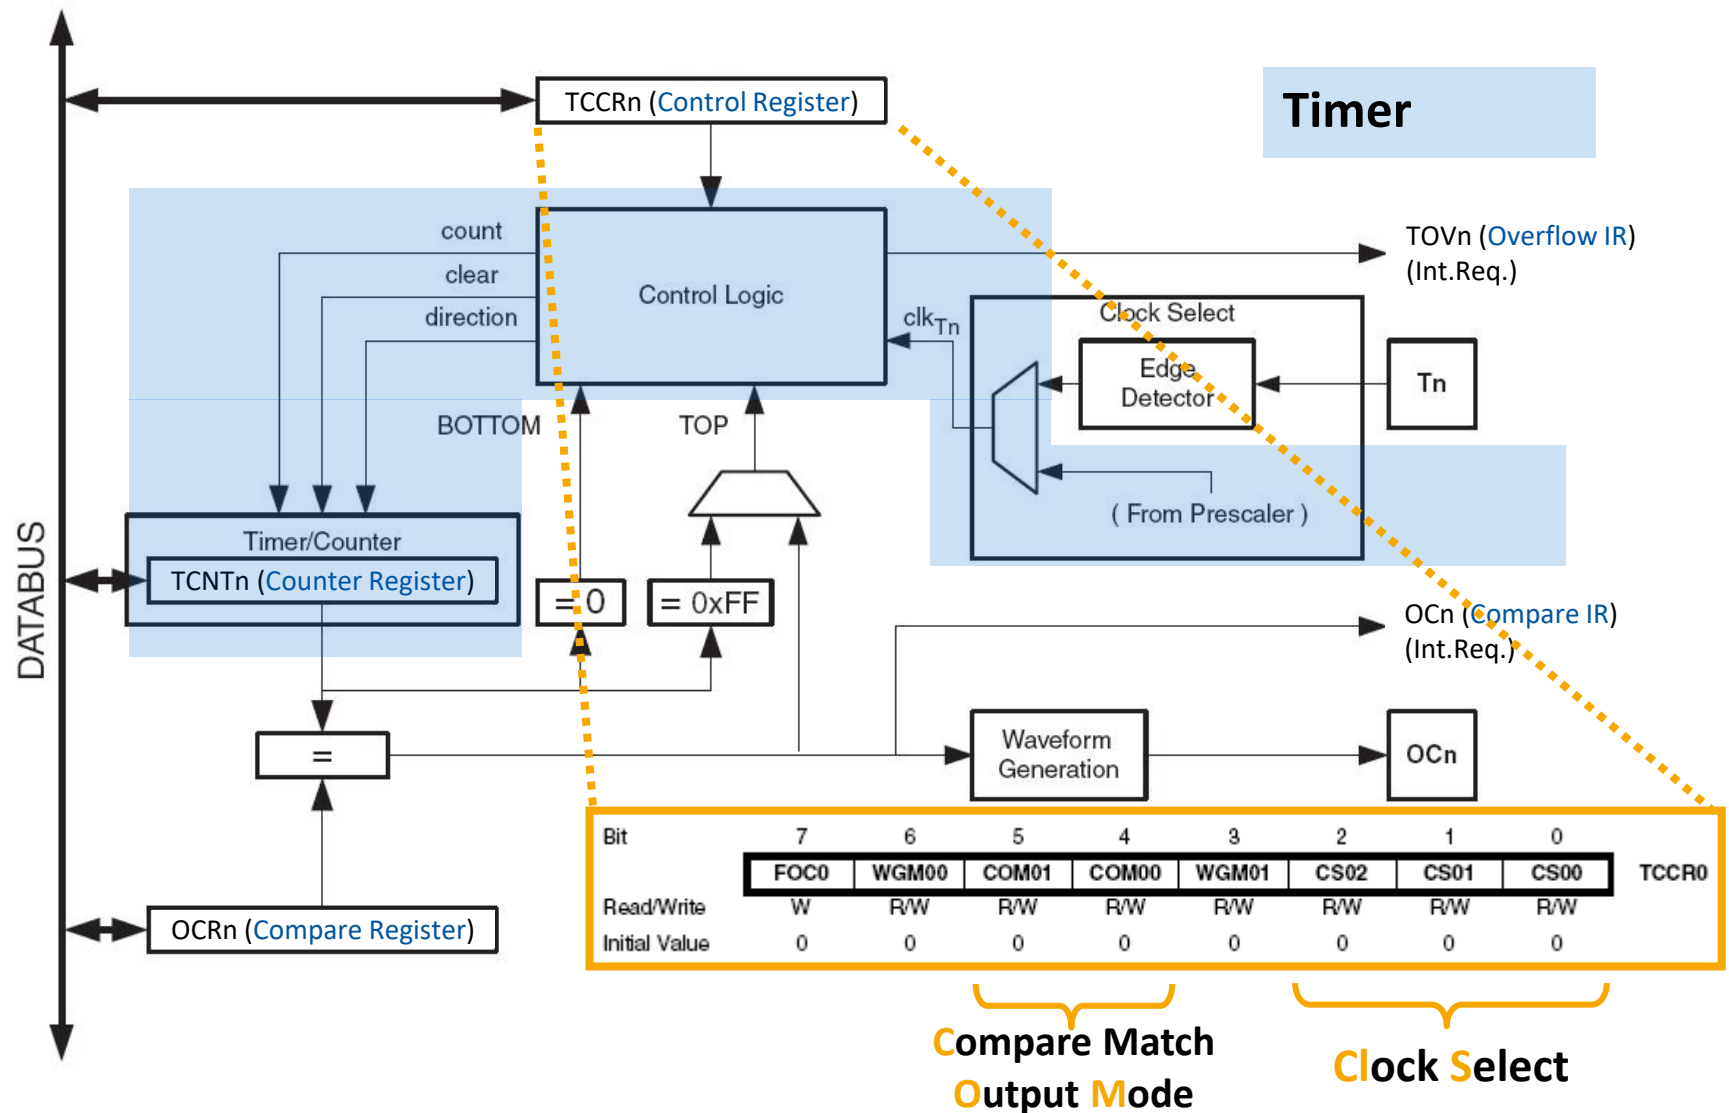 TCCRn (Control Register)
Timer
count
clear
direction
Control Logic
clkTn
TOVn (Overflow IR)
(Int.Req.)
Clock Select
Edge
Detector
Tn
BOTTOM
TOP
( From Prescaler )
DATABUS
Timer/Counter
TCNTn (Counter Register)
= 0
= 0xFF
OCn (Compare IR)
(Int.Req.)
=
Waveform
Generation
OCn
Bit 7 6 5 4 3 2 1 0
FOC0 WGM00 COM01 COM00 WGM01 CS02 CS01 CS00 TCCR0
Read/Write W R/W R/W R/W R/W R/W R/W R/W
Initial Value 0 0 0 0 0 0 0 0
OCRn (Compare Register)
Compare Match
Output Mode
Clock Select